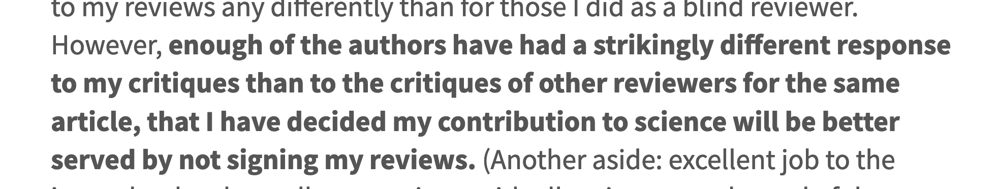 to my reviews any differently than for those I did as a blind reviewer.
However, enough of the authors have had a strikingly different response
to my critiques than to the critiques of other reviewers for the same
article, that I have decided my contribution to science will be better
served by not signing my reviews. (Another aside: excellent job to the